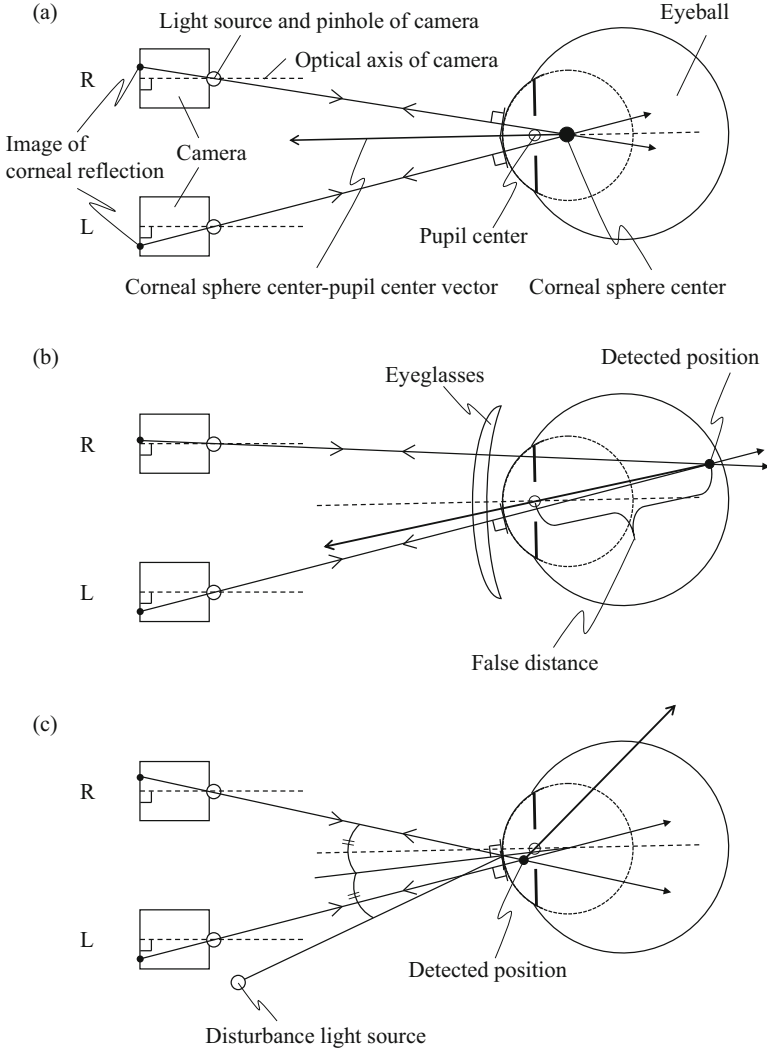 (a)
Light source and pinhole of camera
Eyeball
Optical axis of camera
R
Image of
corneal reflection
Camera
L
Pupil center
Corneal sphere center-pupil center vector
Corneal sphere center
(b)
Detected position
Eyeglasses
R
L
False distance
(c)
R
L
Detected position
Disturbance light source